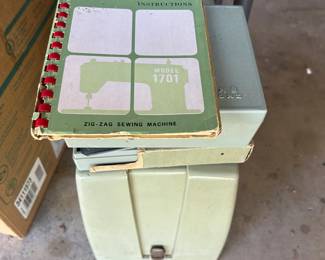 INSTRUCTIONS
MODEL
1701
ZIG-ZAG SEWING MACHINE